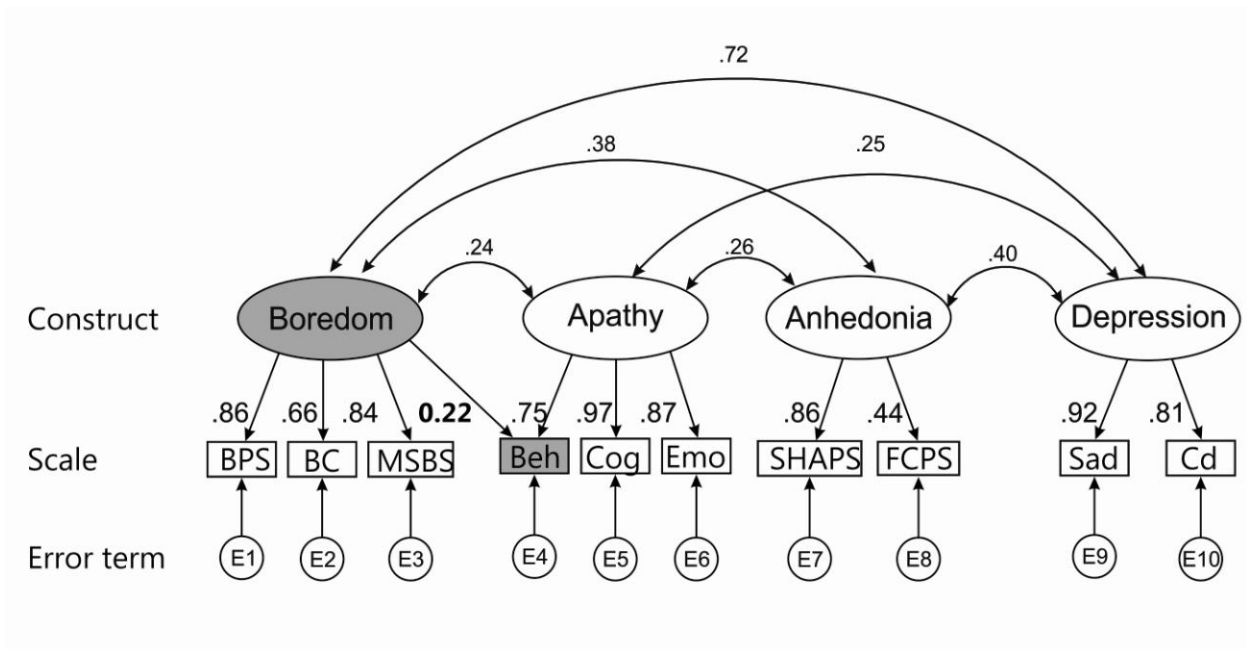 .72
.38 .25
.24 .26 .40
Construct Boredom Apathy Anhedonia Depression
.86 .66 .84 0.22 .75 .97 .87 .86 .44 .92 .81
Scale BPS BC MSBS Beh Cog Emo SHAPS FCPS Sad Cd
Error term E1 E2 E3 E4 E5 E6 E7 E8 E9 E10